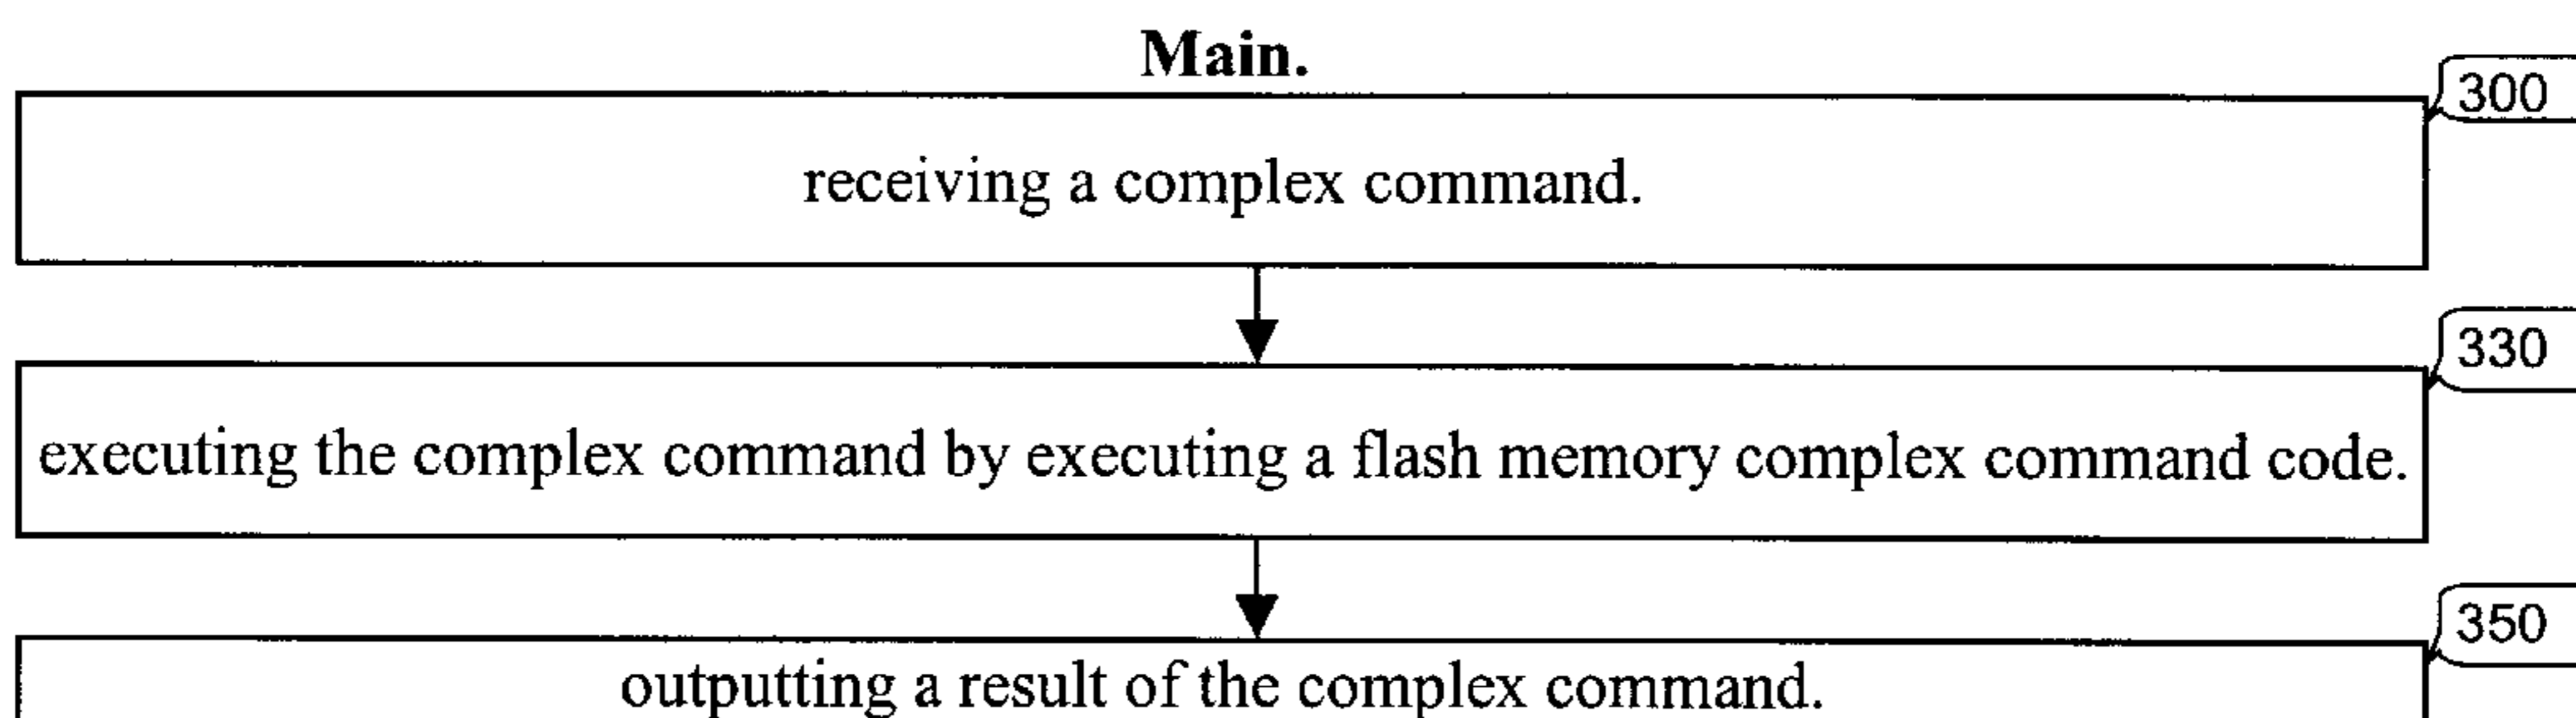 Main.
300
receiving a complex command.
330
executing the complex command by executing a flash memory complex command code.
350
outputting a result of the complex command.